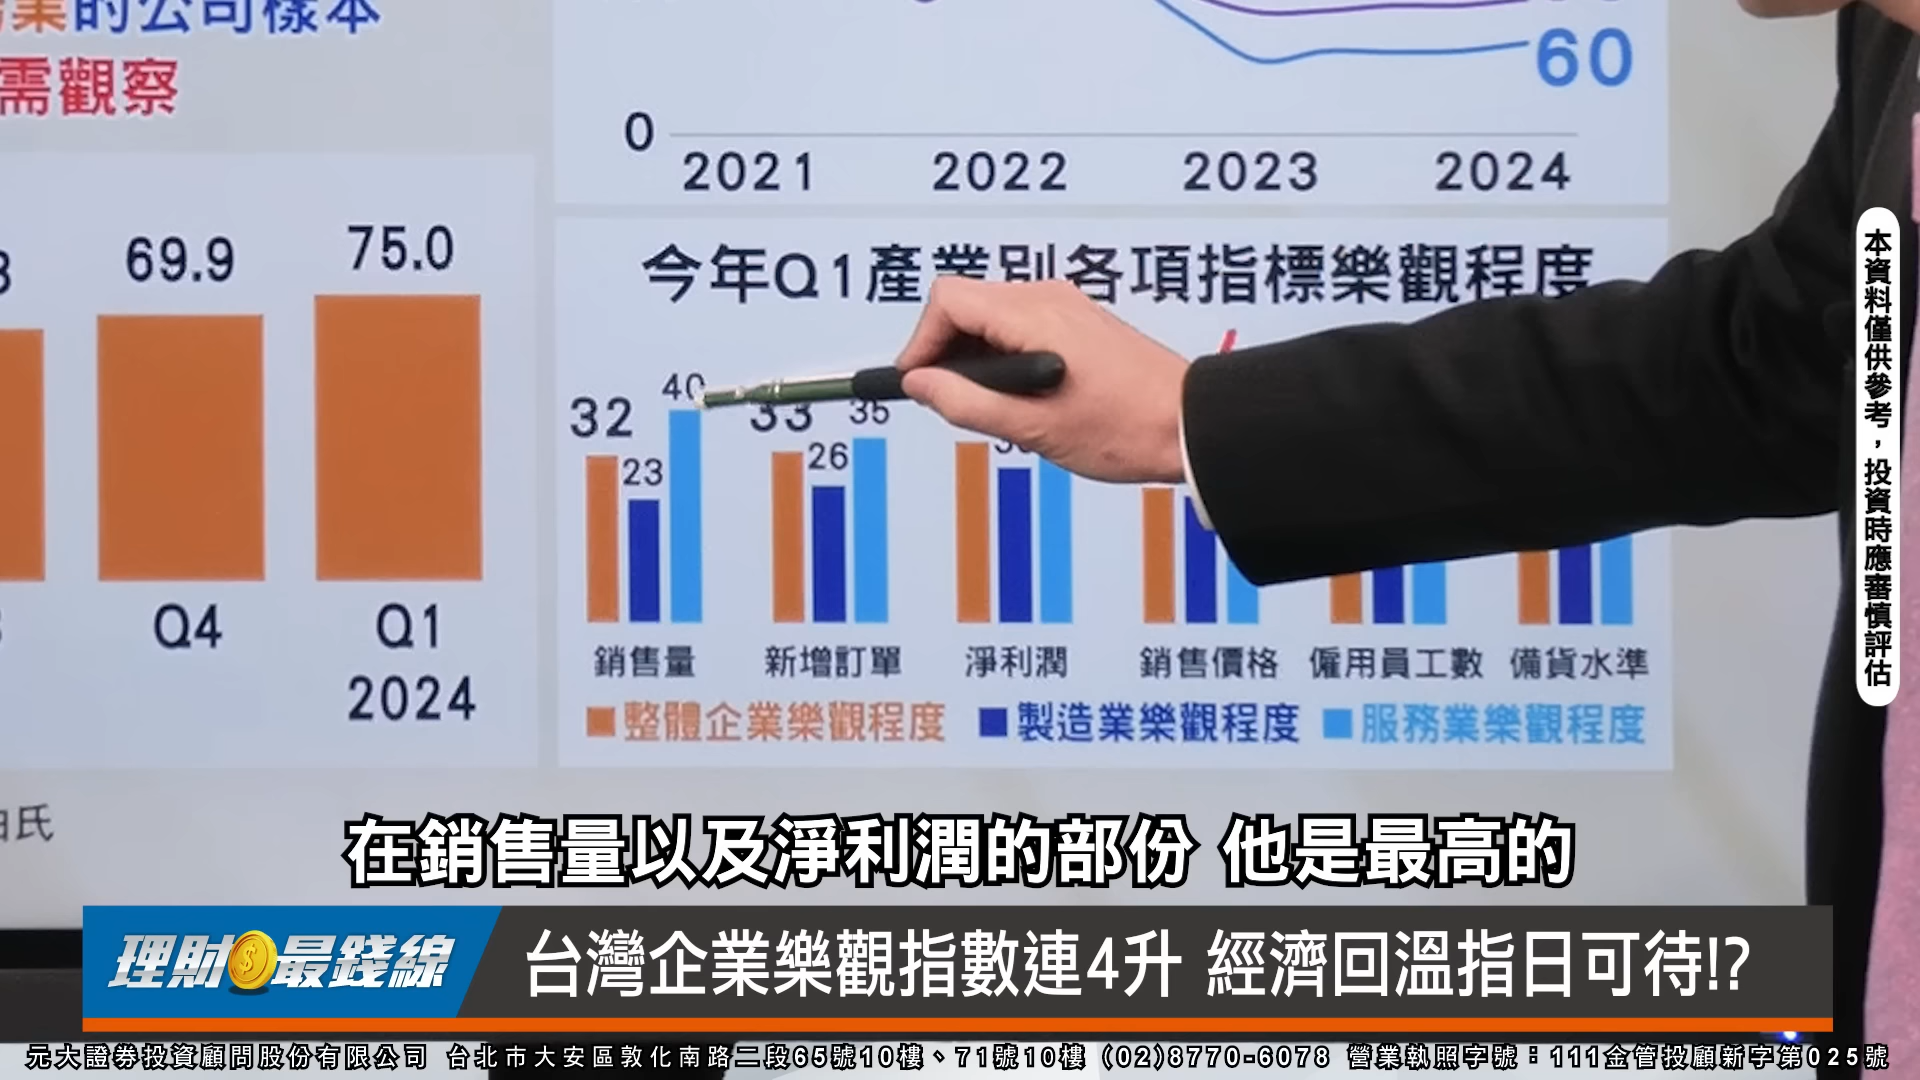 業的公司樣本
需觀察
60
0
2021 2022 2023 2024
69.9
75.0
Q4
Q1
2024
今年Q1產業別各項指標樂觀程度
32 23 40
33 26 35
銷售量 新增訂單 淨利潤 銷售價格 僱用員工數 備貨水準
整體企業樂觀程度 製造業樂觀程度 服務業樂觀程度
本資料僅供參考，投資時應審慎評估
在銷售量以及淨利潤的部份 他是最高的
理財最錢線
台灣企業樂觀指數連4升 經濟回溫指日可待!?
元大證券投資顧問股份有限公司 台北市大安區敦化南路二段65號10樓、71號10樓 (02)8770-6078 營業執照字號：111金管投顧新字第025號